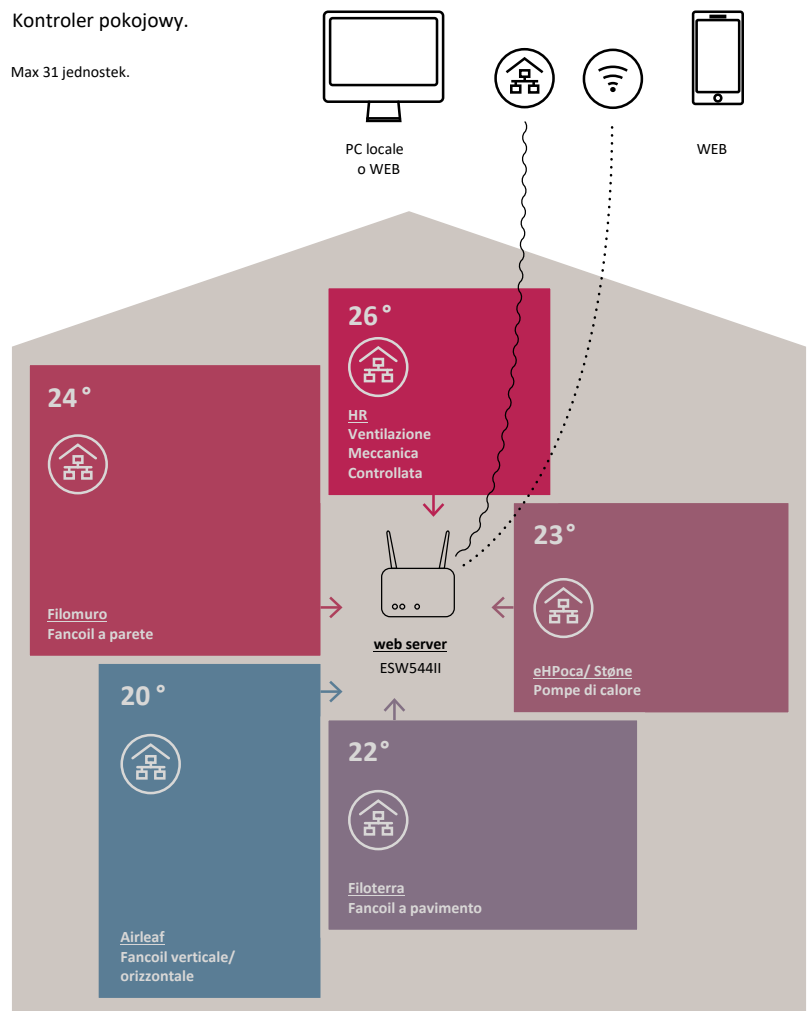 Kontroler pokojowy.
Max 31 jednostek.
PC locale
o WEB
WEB
26°
HR
Ventilazione
Meccanica
Controllata
24°
Filomuro
Fancoil a parete
23°
eHPoca/ Støne
Pompe di calore
web server
ESW544II
20°
Airleaf
Fancoil verticale/
orizzontale
22°
Filoterra
Fancoil a pavimento